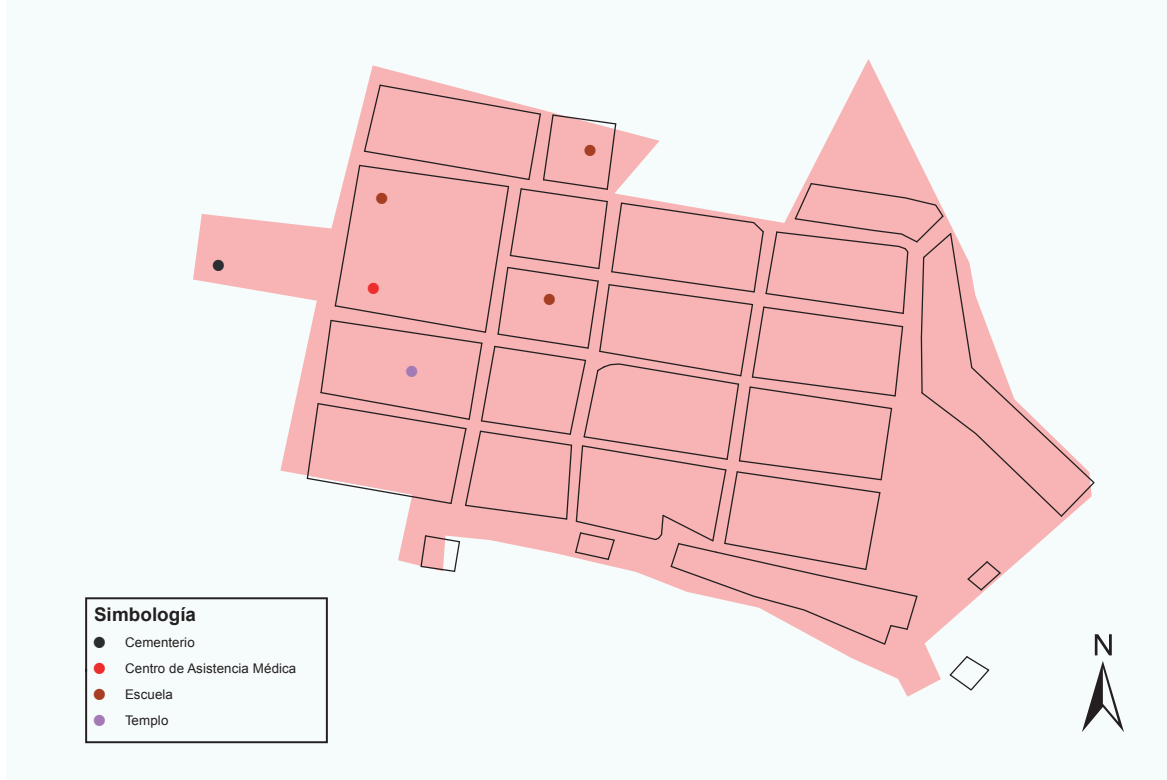 Simbología
Cementerio
Centro de Asistencia Médica
Escuela
Templo
N